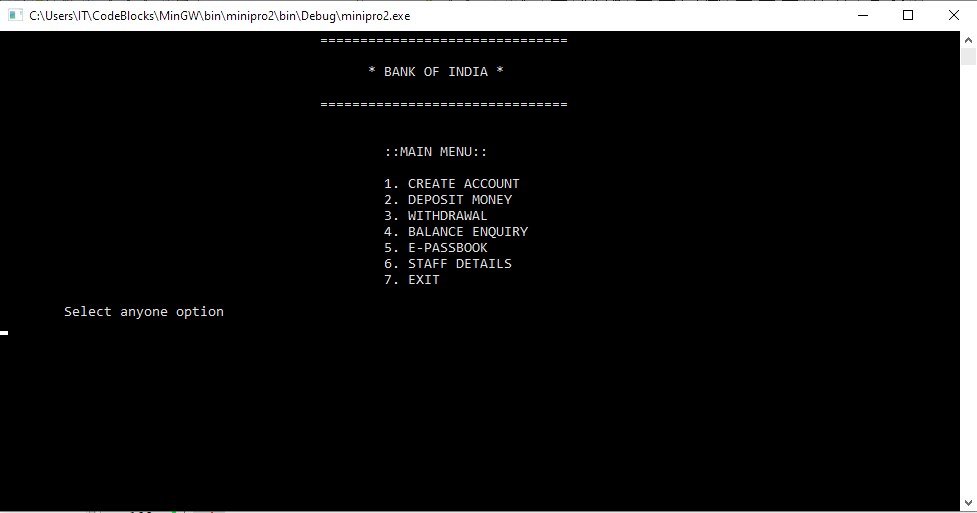 C:\Users\IT\CodeBlocks\MinGW\bin\minipro2\bin\Debug\minipro2.exe
===============================
* BANK OF INDIA *
===============================
::MAIN MENU::
1. CREATE ACCOUNT
2. DEPOSIT MONEY
3. WITHDRAWAL
4. BALANCE ENQUIRY
5. E-PASSBOOK
6. STAFF DETAILS
7. EXIT
Select anyone option